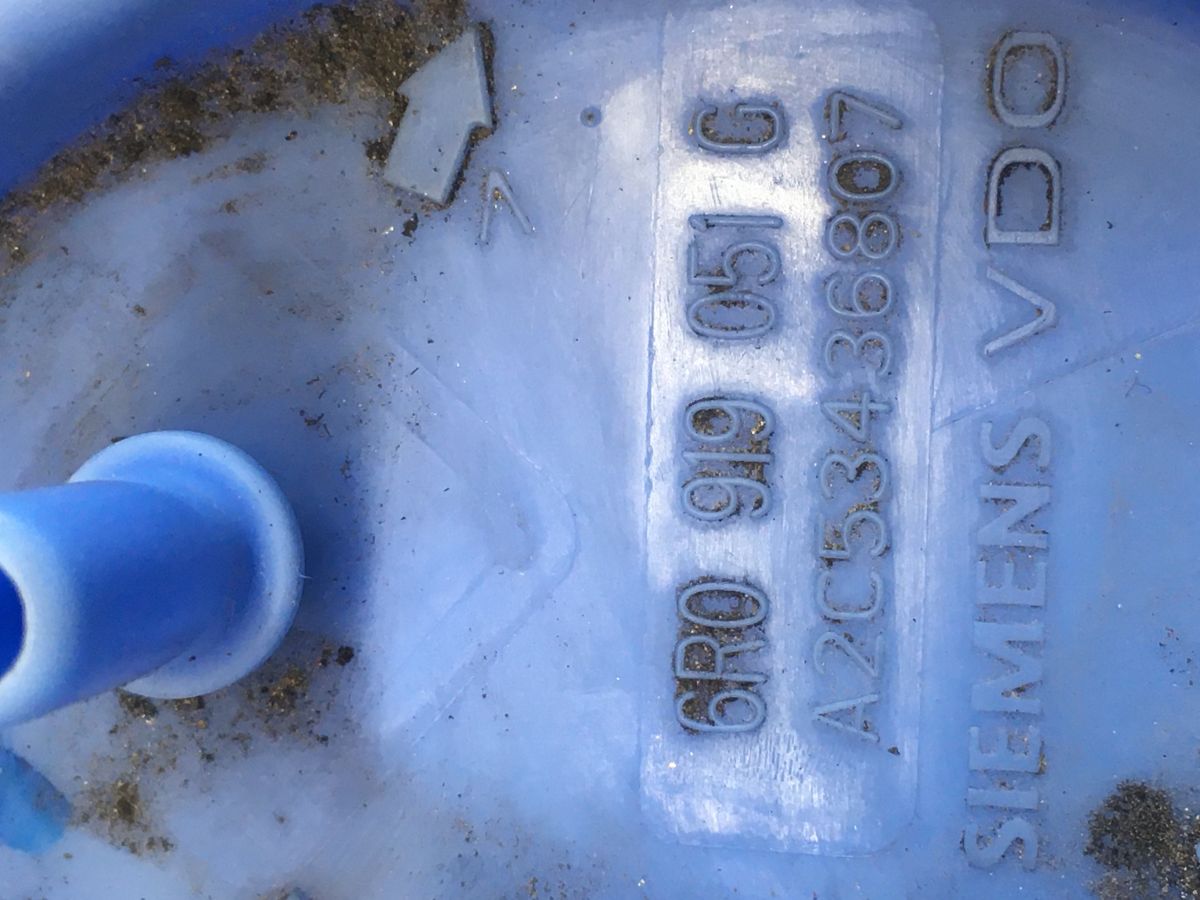 6R0 919 051 G
A2C53436807
SIEMENS VDO